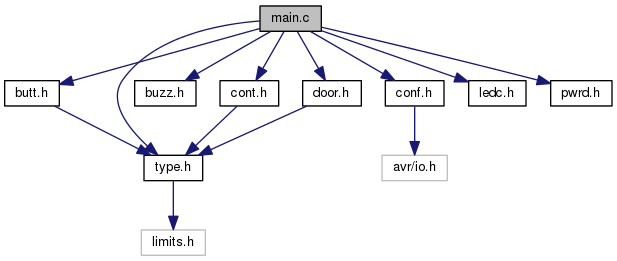 main.c
butt.h
buzz.h
cont.h
door.h
conf.h
ledc.h
pwrd.h
type.h
avr/io.h
limits.h